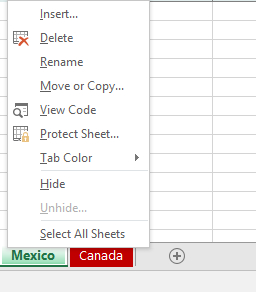 Insert...
Delete
Rename
Move or Copy...
View Code
Protect Sheet...
Tab Color
Hide
Unhide...
Select All Sheets
Mexico Canada